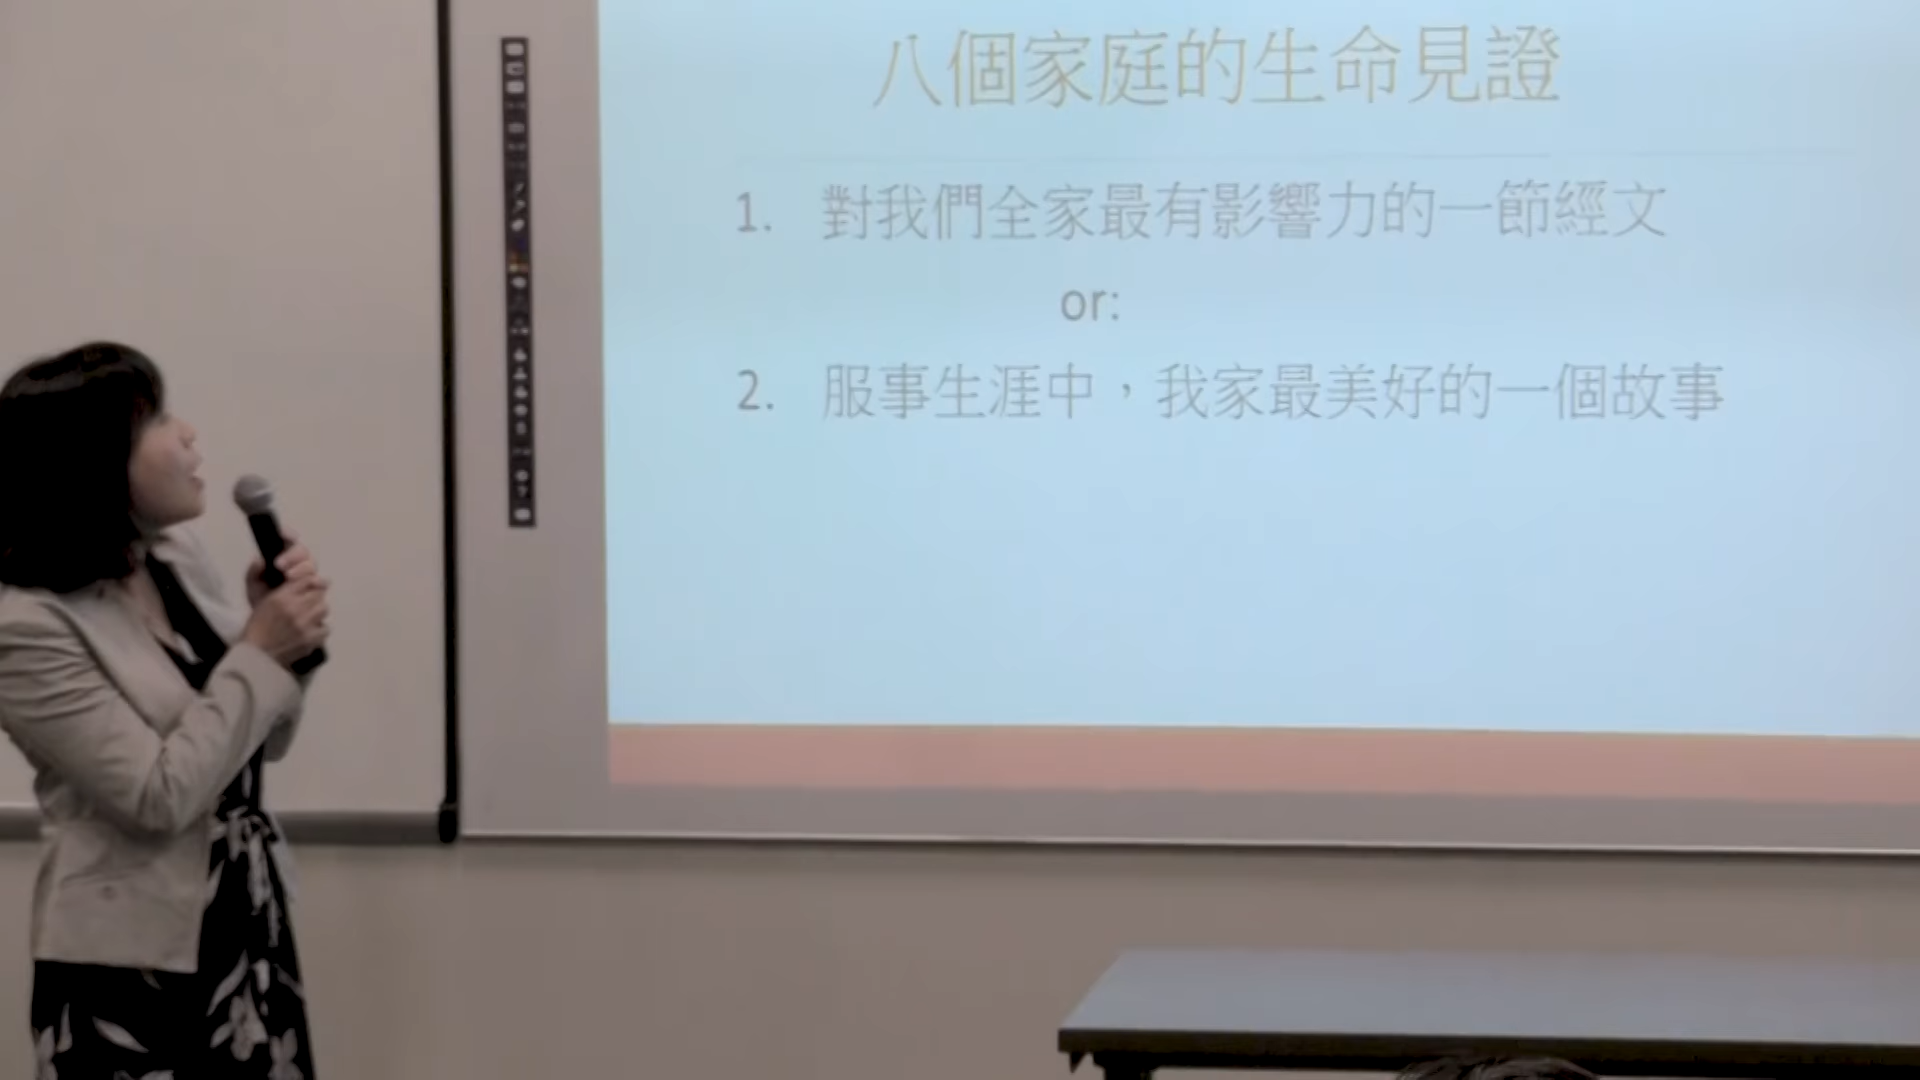 八個家庭的生命見證
1. 對我們全家最有影響力的一節經文
or:
2. 服事生涯中，我家最美好的一個故事